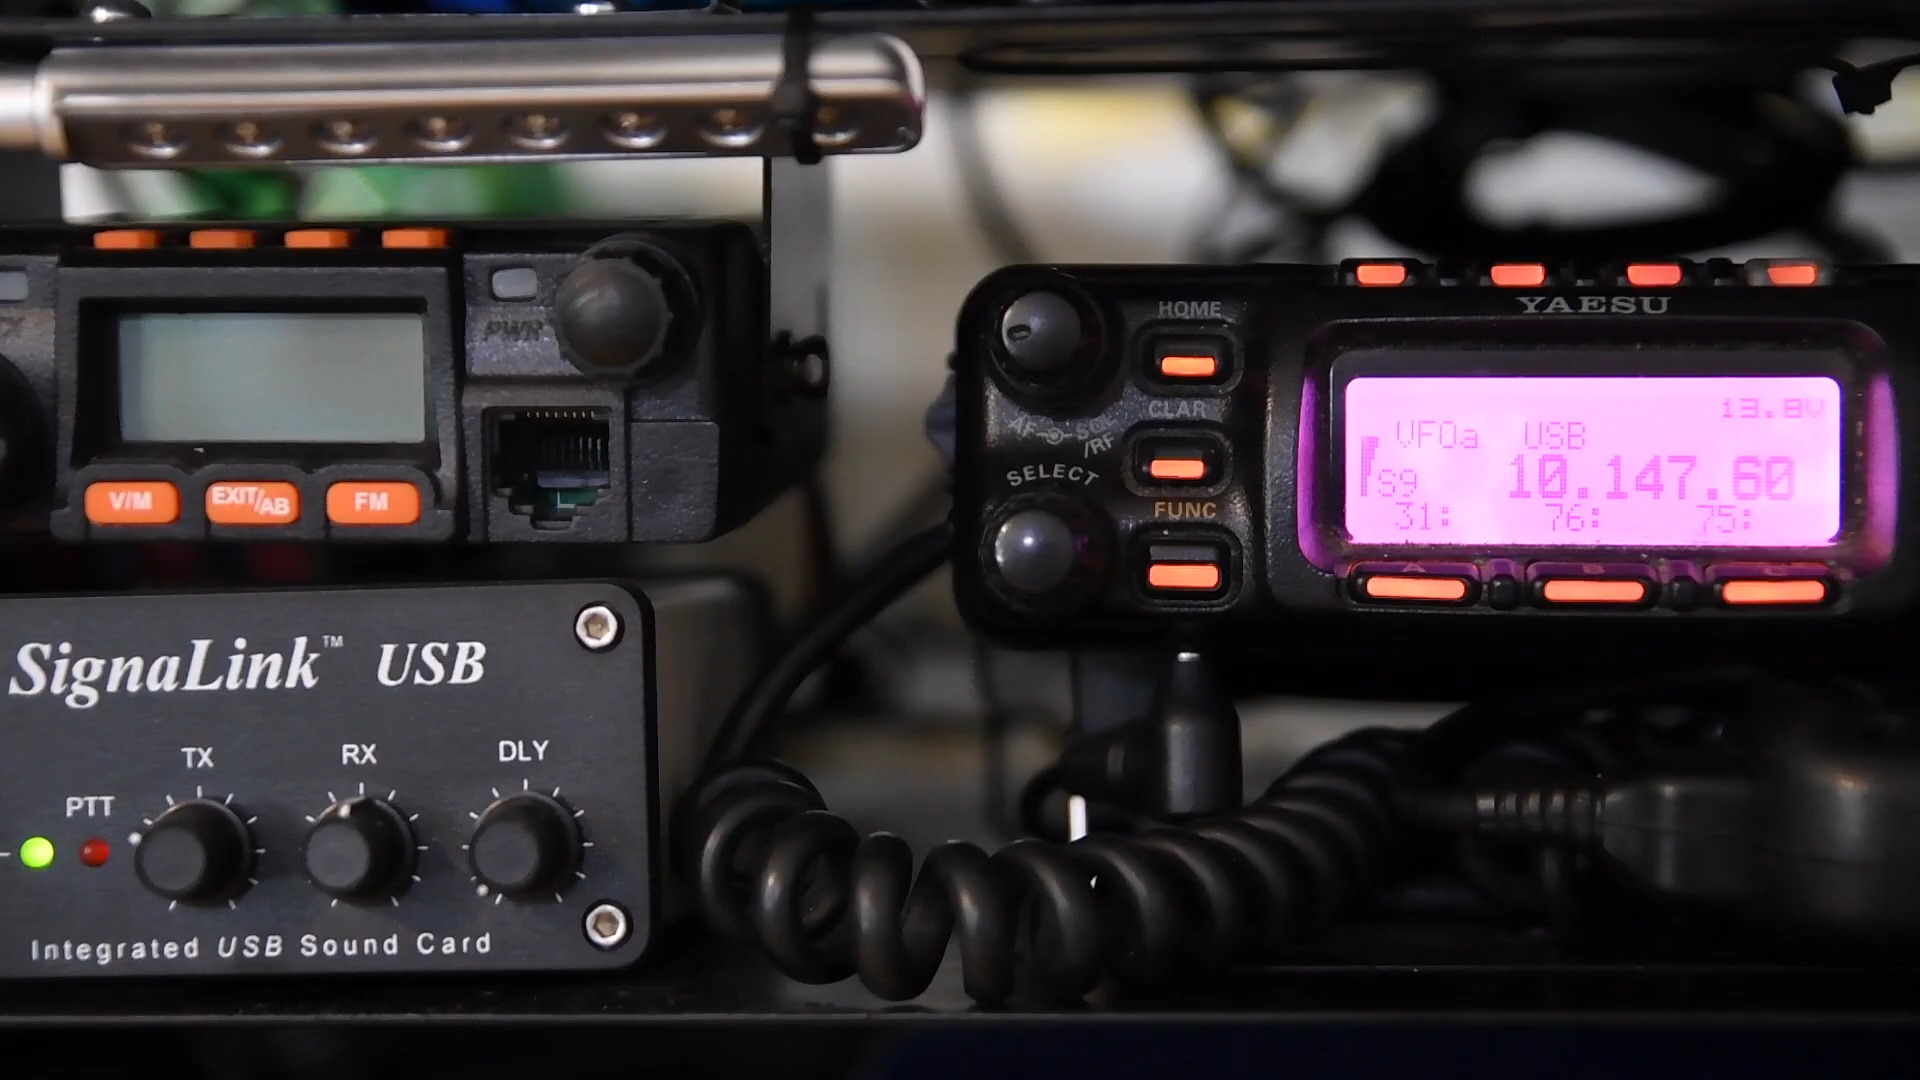 PWR
V/M EXIT/AB FM
SignaLink™ USB
TX RX DLY
PTT
Integrated USB Sound Card
HOME
CLAR
AF SQL/RF
SELECT
FUNC
YAESU
13.8V
VFOa USB
S9 10.147.60
31: 76: 75:
A B C